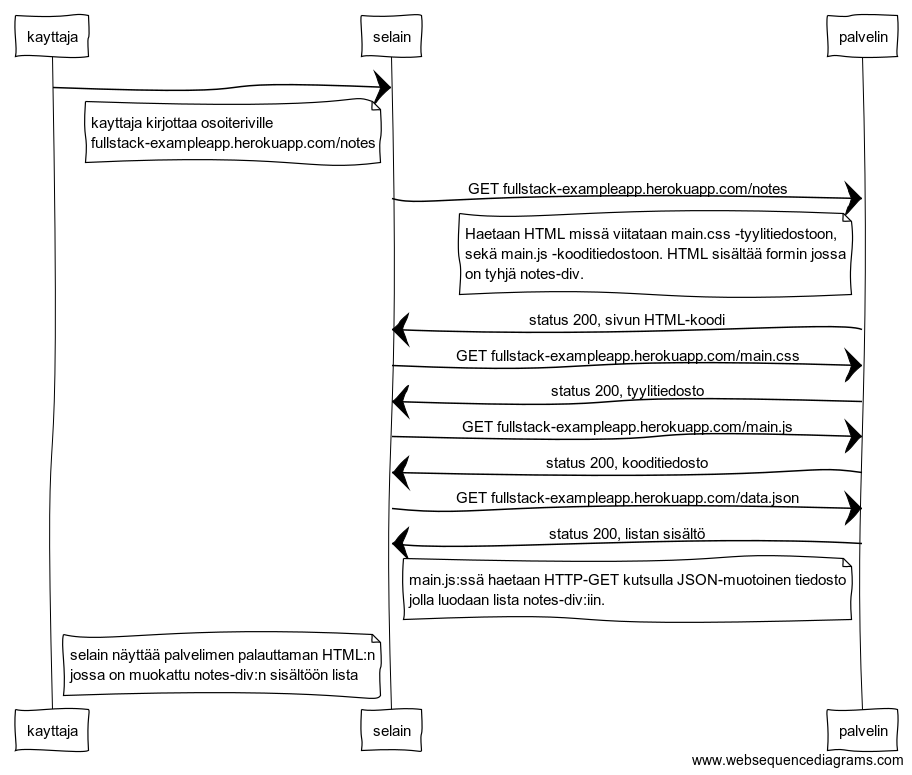 kayttaja
selain
palvelin
kayttaja kirjottaa osoiteriville
fullstack-exampleapp.herokuapp.com/notes
GET fullstack-exampleapp.herokuapp.com/notes
Haetaan HTML missä viitataan main.css -tyylitiedostoon,
sekä main.js -kooditiedostoon. HTML sisältää formin jossa
on tyhjä notes-div.
status 200, sivun HTML-koodi
GET fullstack-exampleapp.herokuapp.com/main.css
status 200, tyylitiedosto
GET fullstack-exampleapp.herokuapp.com/main.js
status 200, kooditiedosto
GET fullstack-exampleapp.herokuapp.com/data.json
status 200, listan sisältö
main.js:ssä haetaan HTTP-GET kutsulla JSON-muotoinen tiedosto
jolla luodaan lista notes-div:iin.
selain näyttää palvelimen palauttaman HTML:n
jossa on muokattu notes-div:n sisältöön lista
kayttaja
selain
palvelin
www.websequencediagrams.com